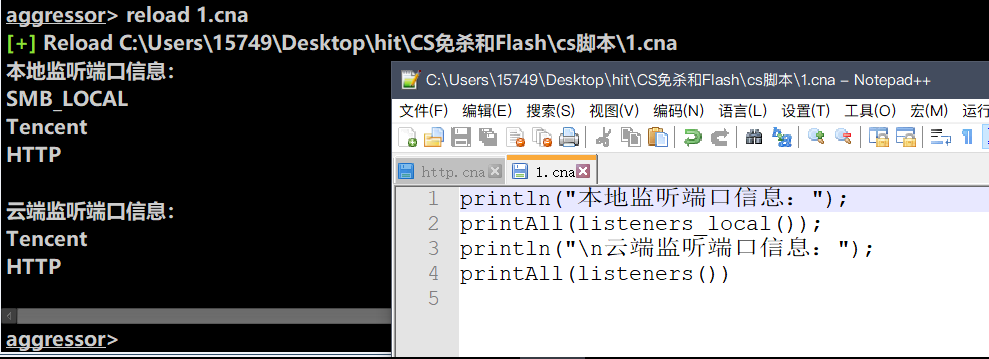 aggressor> reload 1.cna
[+] Reload C:\Users\15749\Desktop\hit\CS免杀和Flash\cs脚本\1.cna
本地监听端口信息：
SMB_LOCAL
Tencent
HTTP
云端监听端口信息：
Tencent
HTTP
aggressor>
C:\Users\15749\Desktop\hit\CS免杀和Flash\cs脚本\1.cna - Notepad++
文件(F) 编辑(E) 搜索(S) 视图(V) 编码(N) 语言(L) 设置(T) 工具(O) 宏(M) 运行
http.cna 1.cna
1 println("本地监听端口信息：");
2 printAll(listeners_local());
3 println("\n云端监听端口信息：");
4 printAll(listeners())
5